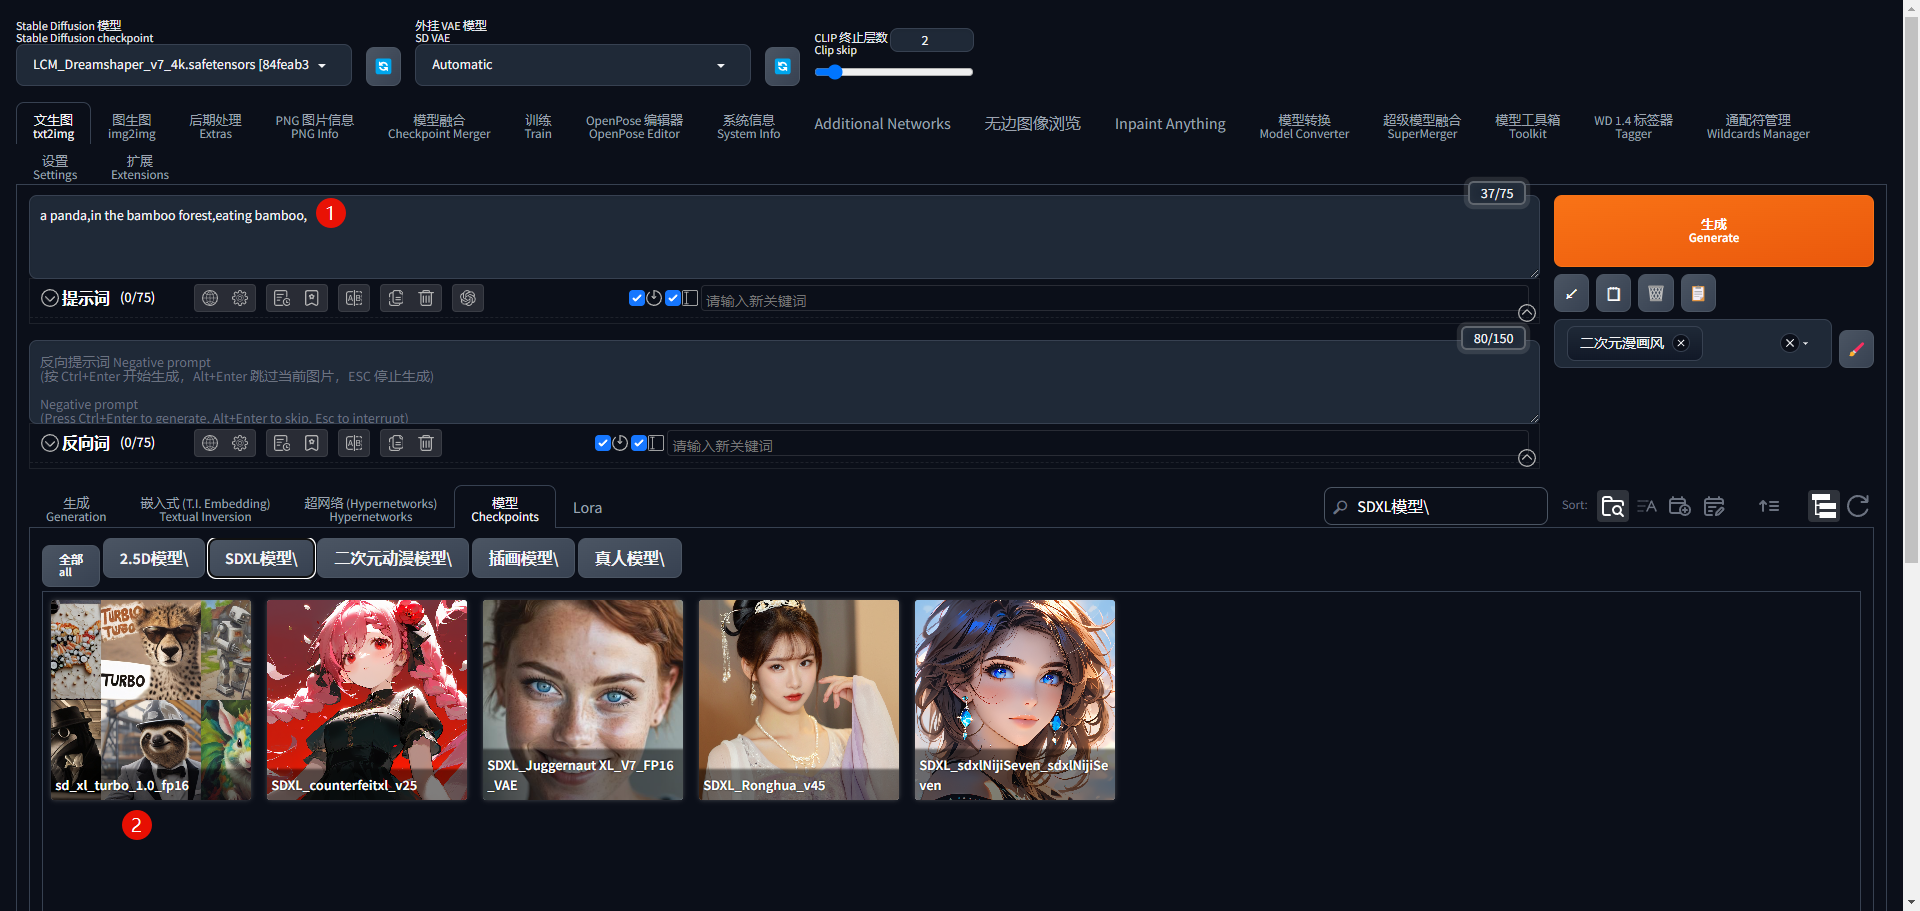 Stable Diffusion 模型
Stable Diffusion checkpoint
外挂 VAE 模型
SD VAE
CLIP 终止层数
Clip skip
2
LCM_Dreamshaper_v7_4k.safetensors [84feab3
Automatic
文生图
txt2img
图生图
img2img
后期处理
Extras
PNG 图片信息
PNG Info
模型融合
Checkpoint Merger
训练
Train
OpenPose 编辑器
OpenPose Editor
系统信息
System Info
Additional Networks
无边图像浏览
Inpaint Anything
模型转换
Model Converter
超级模型融合
SuperMerger
模型工具箱
Toolkit
WD 1.4 标签器
Tagger
通配符管理
Wildcards Manager
设置
Settings
扩展
Extensions
37/75
a panda,in the bamboo forest,eating bamboo,
1
生成
Generate
提示词 (0/75)
请输入新关键词
80/150
二次元漫画风
反向提示词 Negative prompt
(按 Ctrl+Enter 开始生成，Alt+Enter 跳过当前图片，ESC 停止生成)
Negative prompt
(Press Ctrl+Enter to generate, Alt+Enter to skip, Esc to interrupt)
反向词 (0/75)
请输入新关键词
生成
Generation
嵌入式 (T.I. Embedding)
Textual Inversion
超网络 (Hypernetworks)
Hypernetworks
模型
Checkpoints
Lora
SDXL模型\
Sort:
全部
all
2.5D模型\
SDXL模型\
二次元动漫模型\
插画模型\
真人模型\
TURBO
TURBO
TURBO
sd_xl_turbo_1.0_fp16
SDXL_counterfeitxl_v25
SDXL_Juggernaut XL_V7_FP16
_VAE
SDXL_Ronghua_v45
SDXL_sdxlNijiSeven_sdxlNijiSe
ven
2